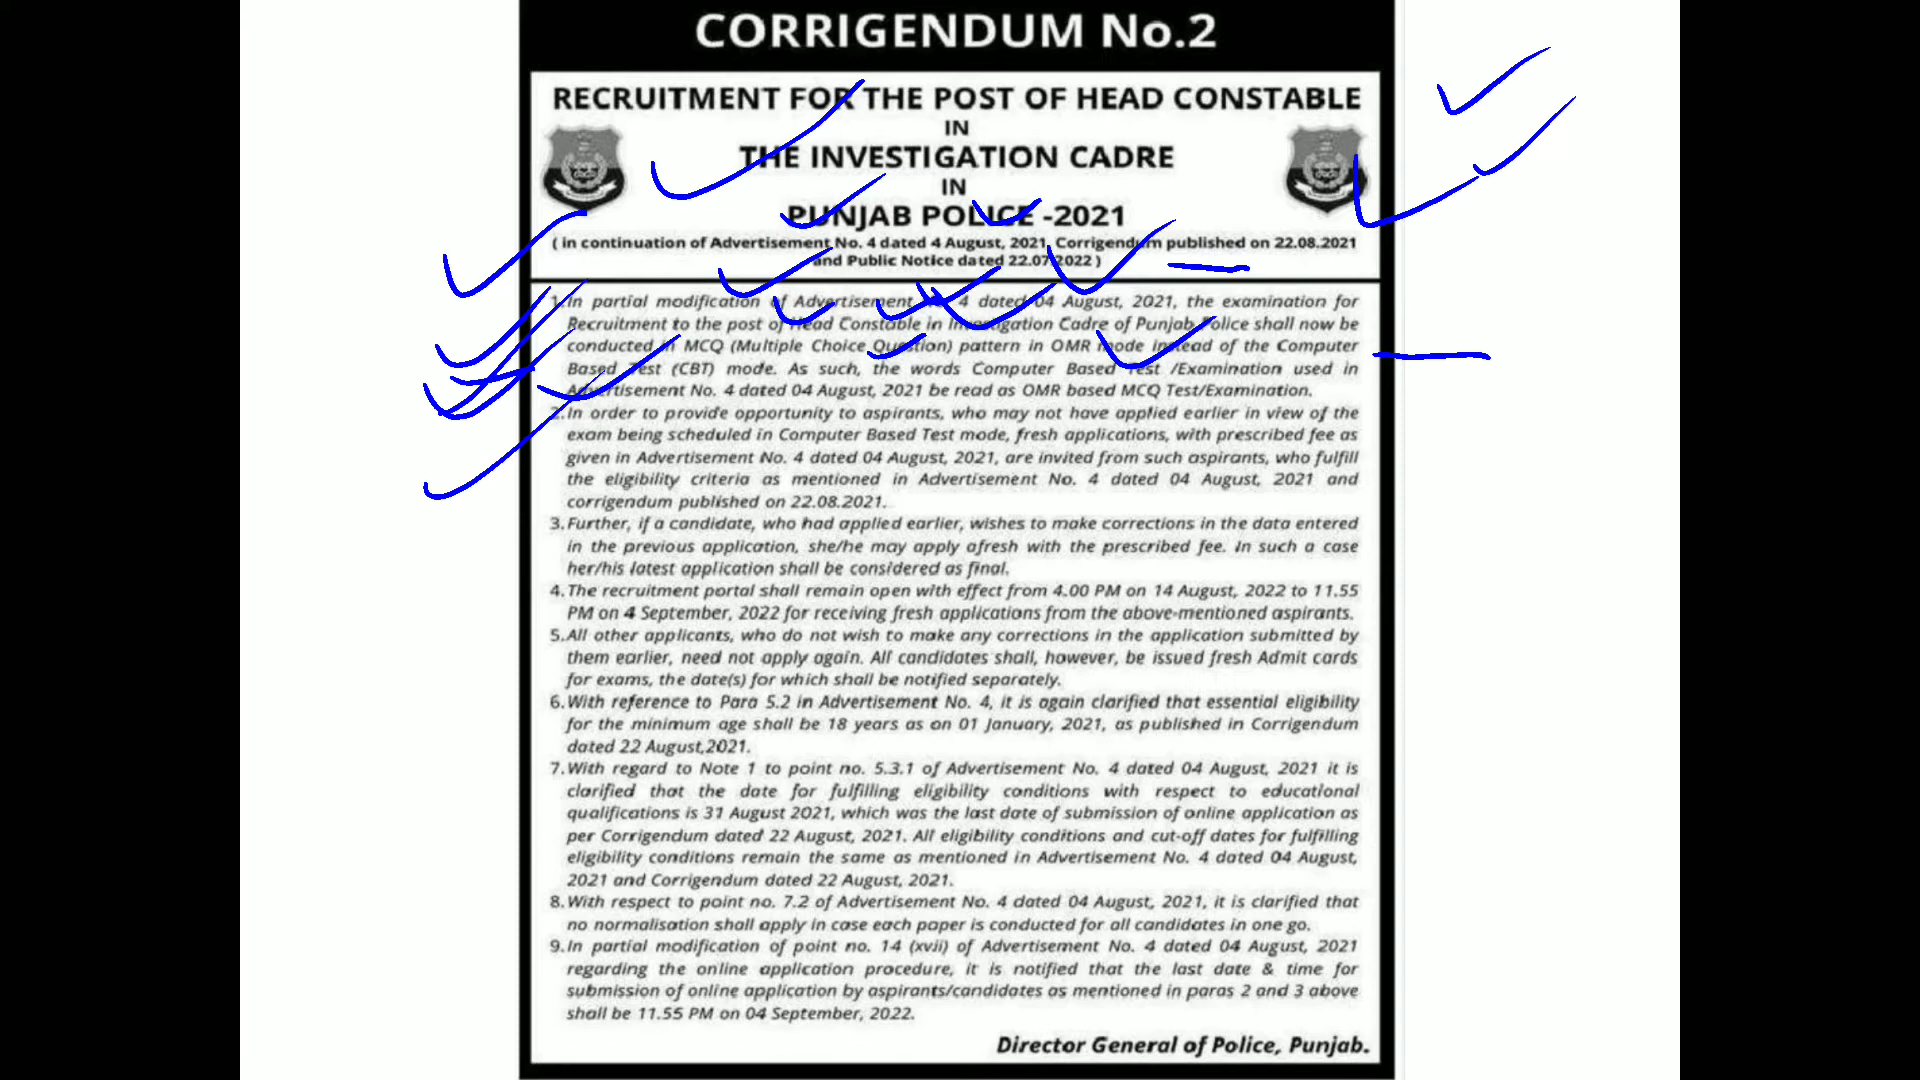 CORRIGENDUM No.2
RECRUITMENT FOR THE POST OF HEAD CONSTABLE
IN
THE INVESTIGATION CADRE
IN
PUNJAB POLICE -2021
( in continuation of Advertisement No. 4 dated 4 August, 2021, Corrigendum published on 22.08.2021
and Public Notice dated 22.07.2022 )
1. In partial modification of Advertisement No. 4 dated 04 August, 2021, the examination for
Recruitment to the post of Head Constable in Investigation Cadre of Punjab Police shall now be
conducted in MCQ (Multiple Choice Question) pattern in OMR mode instead of the Computer
Based Test (CBT) mode. As such, the words Computer Based Test /Examination used in
Advertisement No. 4 dated 04 August, 2021 be read as OMR based MCQ Test/Examination.
2. In order to provide opportunity to aspirants, who may not have applied earlier in view of the
exam being scheduled in Computer Based Test mode, fresh applications, with prescribed fee as
given in Advertisement No. 4 dated 04 August, 2021, are invited from such aspirants, who fulfill
the eligibility criteria as mentioned in Advertisement No. 4 dated 04 August, 2021 and
corrigendum published on 22.08.2021.
3. Further, if a candidate, who had applied earlier, wishes to make corrections in the data entered
in the previous application, she/he may apply afresh with the prescribed fee. In such a case
her/his latest application shall be considered as final.
4. The recruitment portal shall remain open with effect from 4.00 PM on 14 August, 2022 to 11.55
PM on 4 September, 2022 for receiving fresh applications from the above-mentioned aspirants.
5. All other applicants, who do not wish to make any corrections in the application submitted by
them earlier, need not apply again. All candidates shall, however, be issued fresh Admit cards
for exams, the date(s) for which shall be notified separately.
6. With reference to Para 5.2 in Advertisement No. 4, it is again clarified that essential eligibility
for the minimum age shall be 18 years as on 01 January, 2021, as published in Corrigendum
dated 22 August,2021.
7. With regard to Note 1 to point no. 5.3.1 of Advertisement No. 4 dated 04 August, 2021 it is
clarified that the date for fulfilling eligibility conditions with respect to educational
qualifications is 31 August 2021, which was the last date of submission of online application as
per Corrigendum dated 22 August, 2021. All eligibility conditions and cut-off dates for fulfilling
eligibility conditions remain the same as mentioned in Advertisement No. 4 dated 04 August,
2021 and Corrigendum dated 22 August, 2021.
8. With respect to point no. 7.2 of Advertisement No. 4 dated 04 August, 2021, it is clarified that
no normalisation shall apply in case each paper is conducted for all candidates in one go.
9. In partial modification of point no. 14 (xvii) of Advertisement No. 4 dated 04 August, 2021
regarding the online application procedure, it is notified that the last date & time for
submission of online application by aspirants/candidates as mentioned in paras 2 and 3 above
shall be 11.55 PM on 04 September, 2022.
Director General of Police, Punjab.